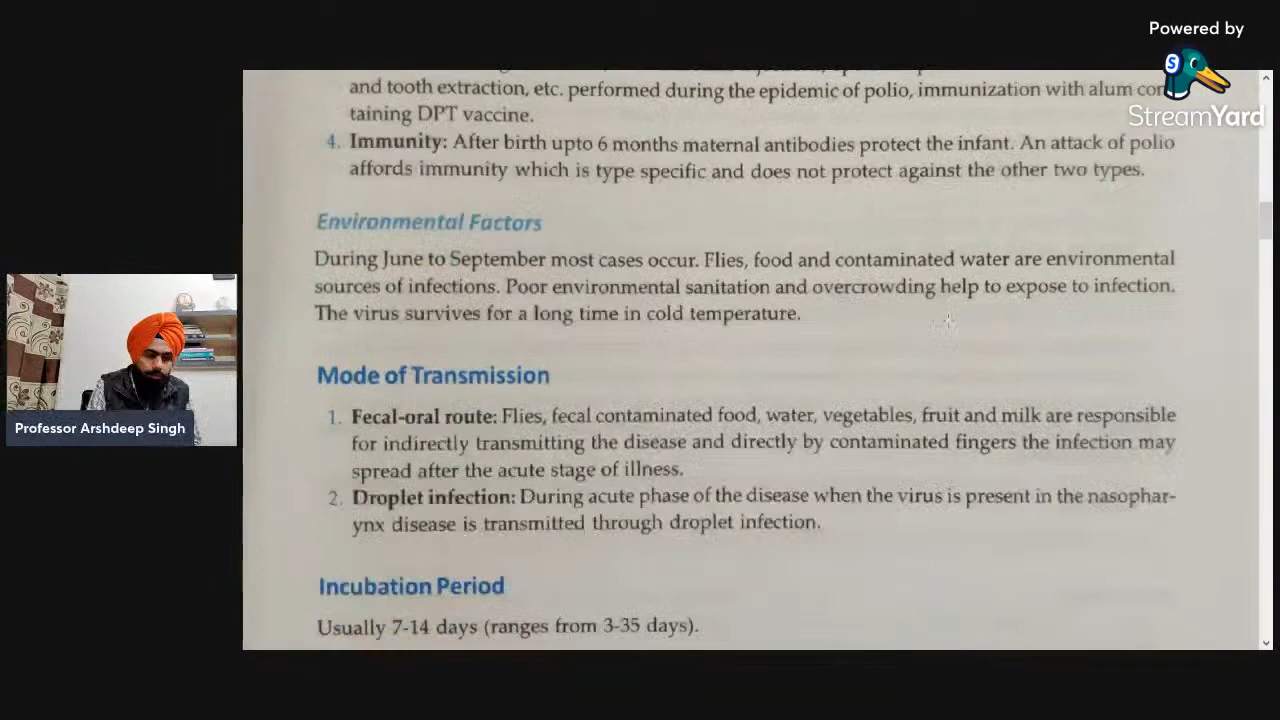 Powered by
StreamYard
and tooth extraction, etc. performed during the epidemic of polio, immunization with alum con
taining DPT vaccine.
4. Immunity: After birth upto 6 months maternal antibodies protect the infant. An attack of polio
affords immunity which is type specific and does not protect against the other two types.
Environmental Factors
During June to September most cases occur. Flies, food and contaminated water are environmental
sources of infections. Poor environmental sanitation and overcrowding help to expose to infection.
The virus survives for a long time in cold temperature.
Mode of Transmission
1. Fecal-oral route: Flies, fecal contaminated food, water, vegetables, fruit and milk are responsible
for indirectly transmitting the disease and directly by contaminated fingers the infection may
spread after the acute stage of illness.
2. Droplet infection: During acute phase of the disease when the virus is present in the nasophar-
ynx disease is transmitted through droplet infection.
Incubation Period
Usually 7-14 days (ranges from 3-35 days).
Professor Arshdeep Singh